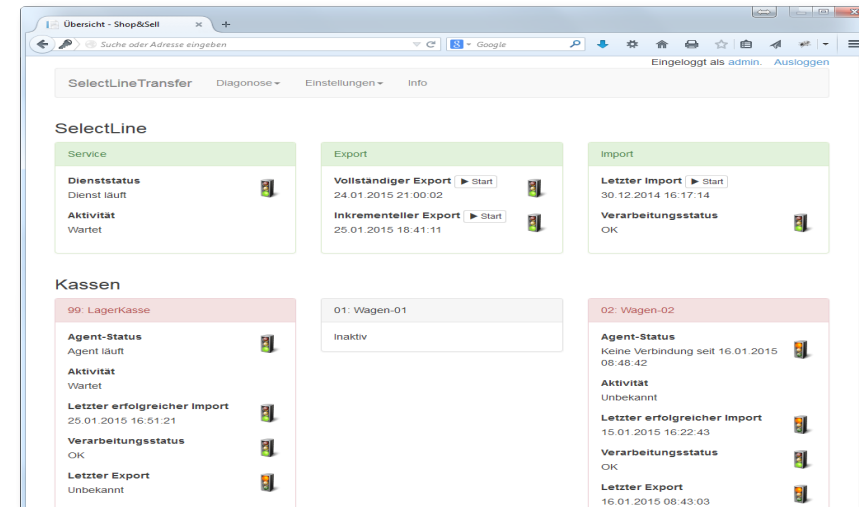 Übersicht - Shop&Sell
Suche oder Adresse eingeben
Google
Eingeloggt als admin. Ausloggen
SelectLineTransfer Diagonose Einstellungen Info
SelectLine
Service
Dienststatus
Dienst läuft
Aktivität
Wartet
Export
Vollständiger Export Start
24.01.2015 21:00:02
Inkrementeller Export Start
25.01.2015 18:41:11
Import
Letzter Import Start
30.12.2014 16:17:14
Verarbeitungsstatus
OK
Kassen
99: LagerKasse
Agent-Status
Agent läuft
Aktivität
Wartet
Letzter erfolgreicher Import
25.01.2015 16:51:21
Verarbeitungsstatus
OK
Letzter Export
Unbekannt
01: Wagen-01
Inaktiv
02: Wagen-02
Agent-Status
Keine Verbindung seit 16.01.2015
08:48:42
Aktivität
Unbekannt
Letzter erfolgreicher Import
15.01.2015 16:22:43
Verarbeitungsstatus
OK
Letzter Export
16.01.2015 08:43:03